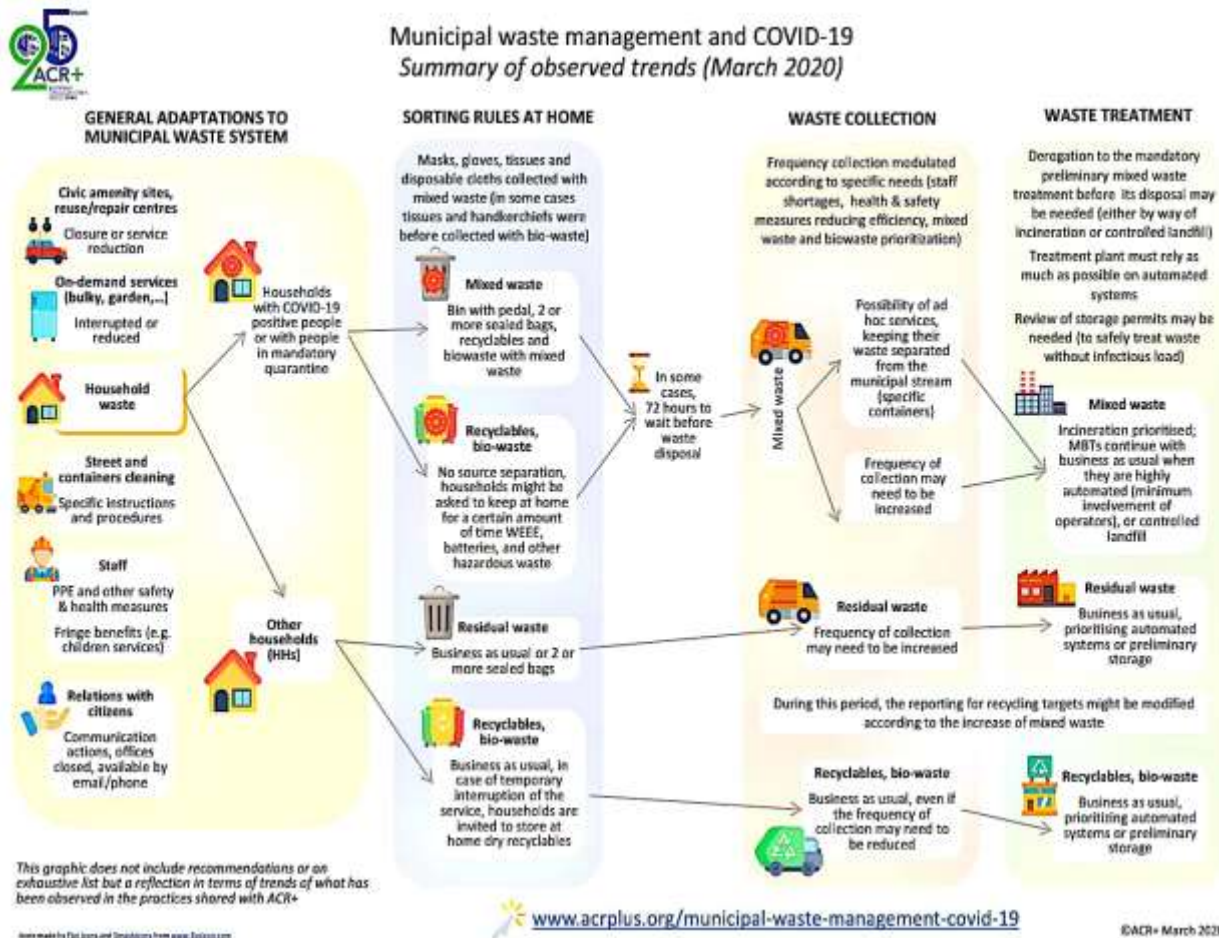 25
ACR+
Municipal waste management and COVID-19
Summary of observed trends (March 2020)
GENERAL ADAPTATIONS TO
MUNICIPAL WASTE SYSTEM
Civic amenity sites,
reuse/repair centres
Closure or service
reduction
On-demand services
(bulky, garden,...)
Interrupted or
reduced
Household
waste
Street and
containers cleaning
Specific instructions
and procedures
Staff
PPE and other safety
& health measures
Fringe benefits (e.g.
children services)
Relations with
citizens
Communication
actions, offices
closed, available by
email/phone
Households
with COVID-19
positive people
or with people
in mandatory
quarantine
Other
households
(HHs)
SORTING RULES AT HOME
Masks, gloves, tissues and
disposable cloths collected with
mixed waste (in some cases
tissues and handkerchiefs were
before collected with bio-waste)
Mixed waste
Bin with pedal, 2 or
more sealed bags,
recyclables and
biowaste with mixed
waste
Recyclables,
bio-waste
No source separation,
households might be
asked to keep at home
for a certain amount
of time WEEE,
batteries, and other
hazardous waste
Residual waste
Business as usual or 2 or
more sealed bags
Recyclables,
bio-waste
Business as usual, in
case of temporary
interruption of the
service, households are
invited to store at
home dry recyclables
In some
cases,
72 hours to
wait before
waste
disposal
WASTE COLLECTION
Frequency collection modulated
according to specific needs (staff
shortages, health & safety
measures reducing efficiency, mixed
waste and biowaste prioritization)
Mixed waste
Possibility of ad
hoc services,
keeping their
waste separated
from the
municipal stream
(specific
containers)
Frequency of
collection may
need to be
increased
Residual waste
Frequency of collection
may need to be increased
During this period, the reporting for recycling targets might be modified
according to the increase of mixed waste
Recyclables, bio-waste
Business as usual, even if
the frequency of
collection may need to
be reduced
WASTE TREATMENT
Derogation to the mandatory
preliminary mixed waste
treatment before its disposal may
be needed (either by way of
incineration or controlled landfill)
Treatment plant must rely as
much as possible on automated
systems
Review of storage permits may be
needed (to safely treat waste
without infectious load)
Mixed waste
Incineration prioritised;
MBTs continue with
business as usual when
they are highly
automated (minimum
involvement of
operators), or controlled
landfill
Residual waste
Business as usual,
prioritising automated
systems or preliminary
storage
Recyclables, bio-waste
Business as usual,
prioritizing automated
systems or preliminary
storage
This graphic does not include recommendations or an
exhaustive list but a reflection in terms of trends of what has
been observed in the practices shared with ACR+
www.acrplus.org/municipal-waste-management-covid-19
©ACR+ March 2020